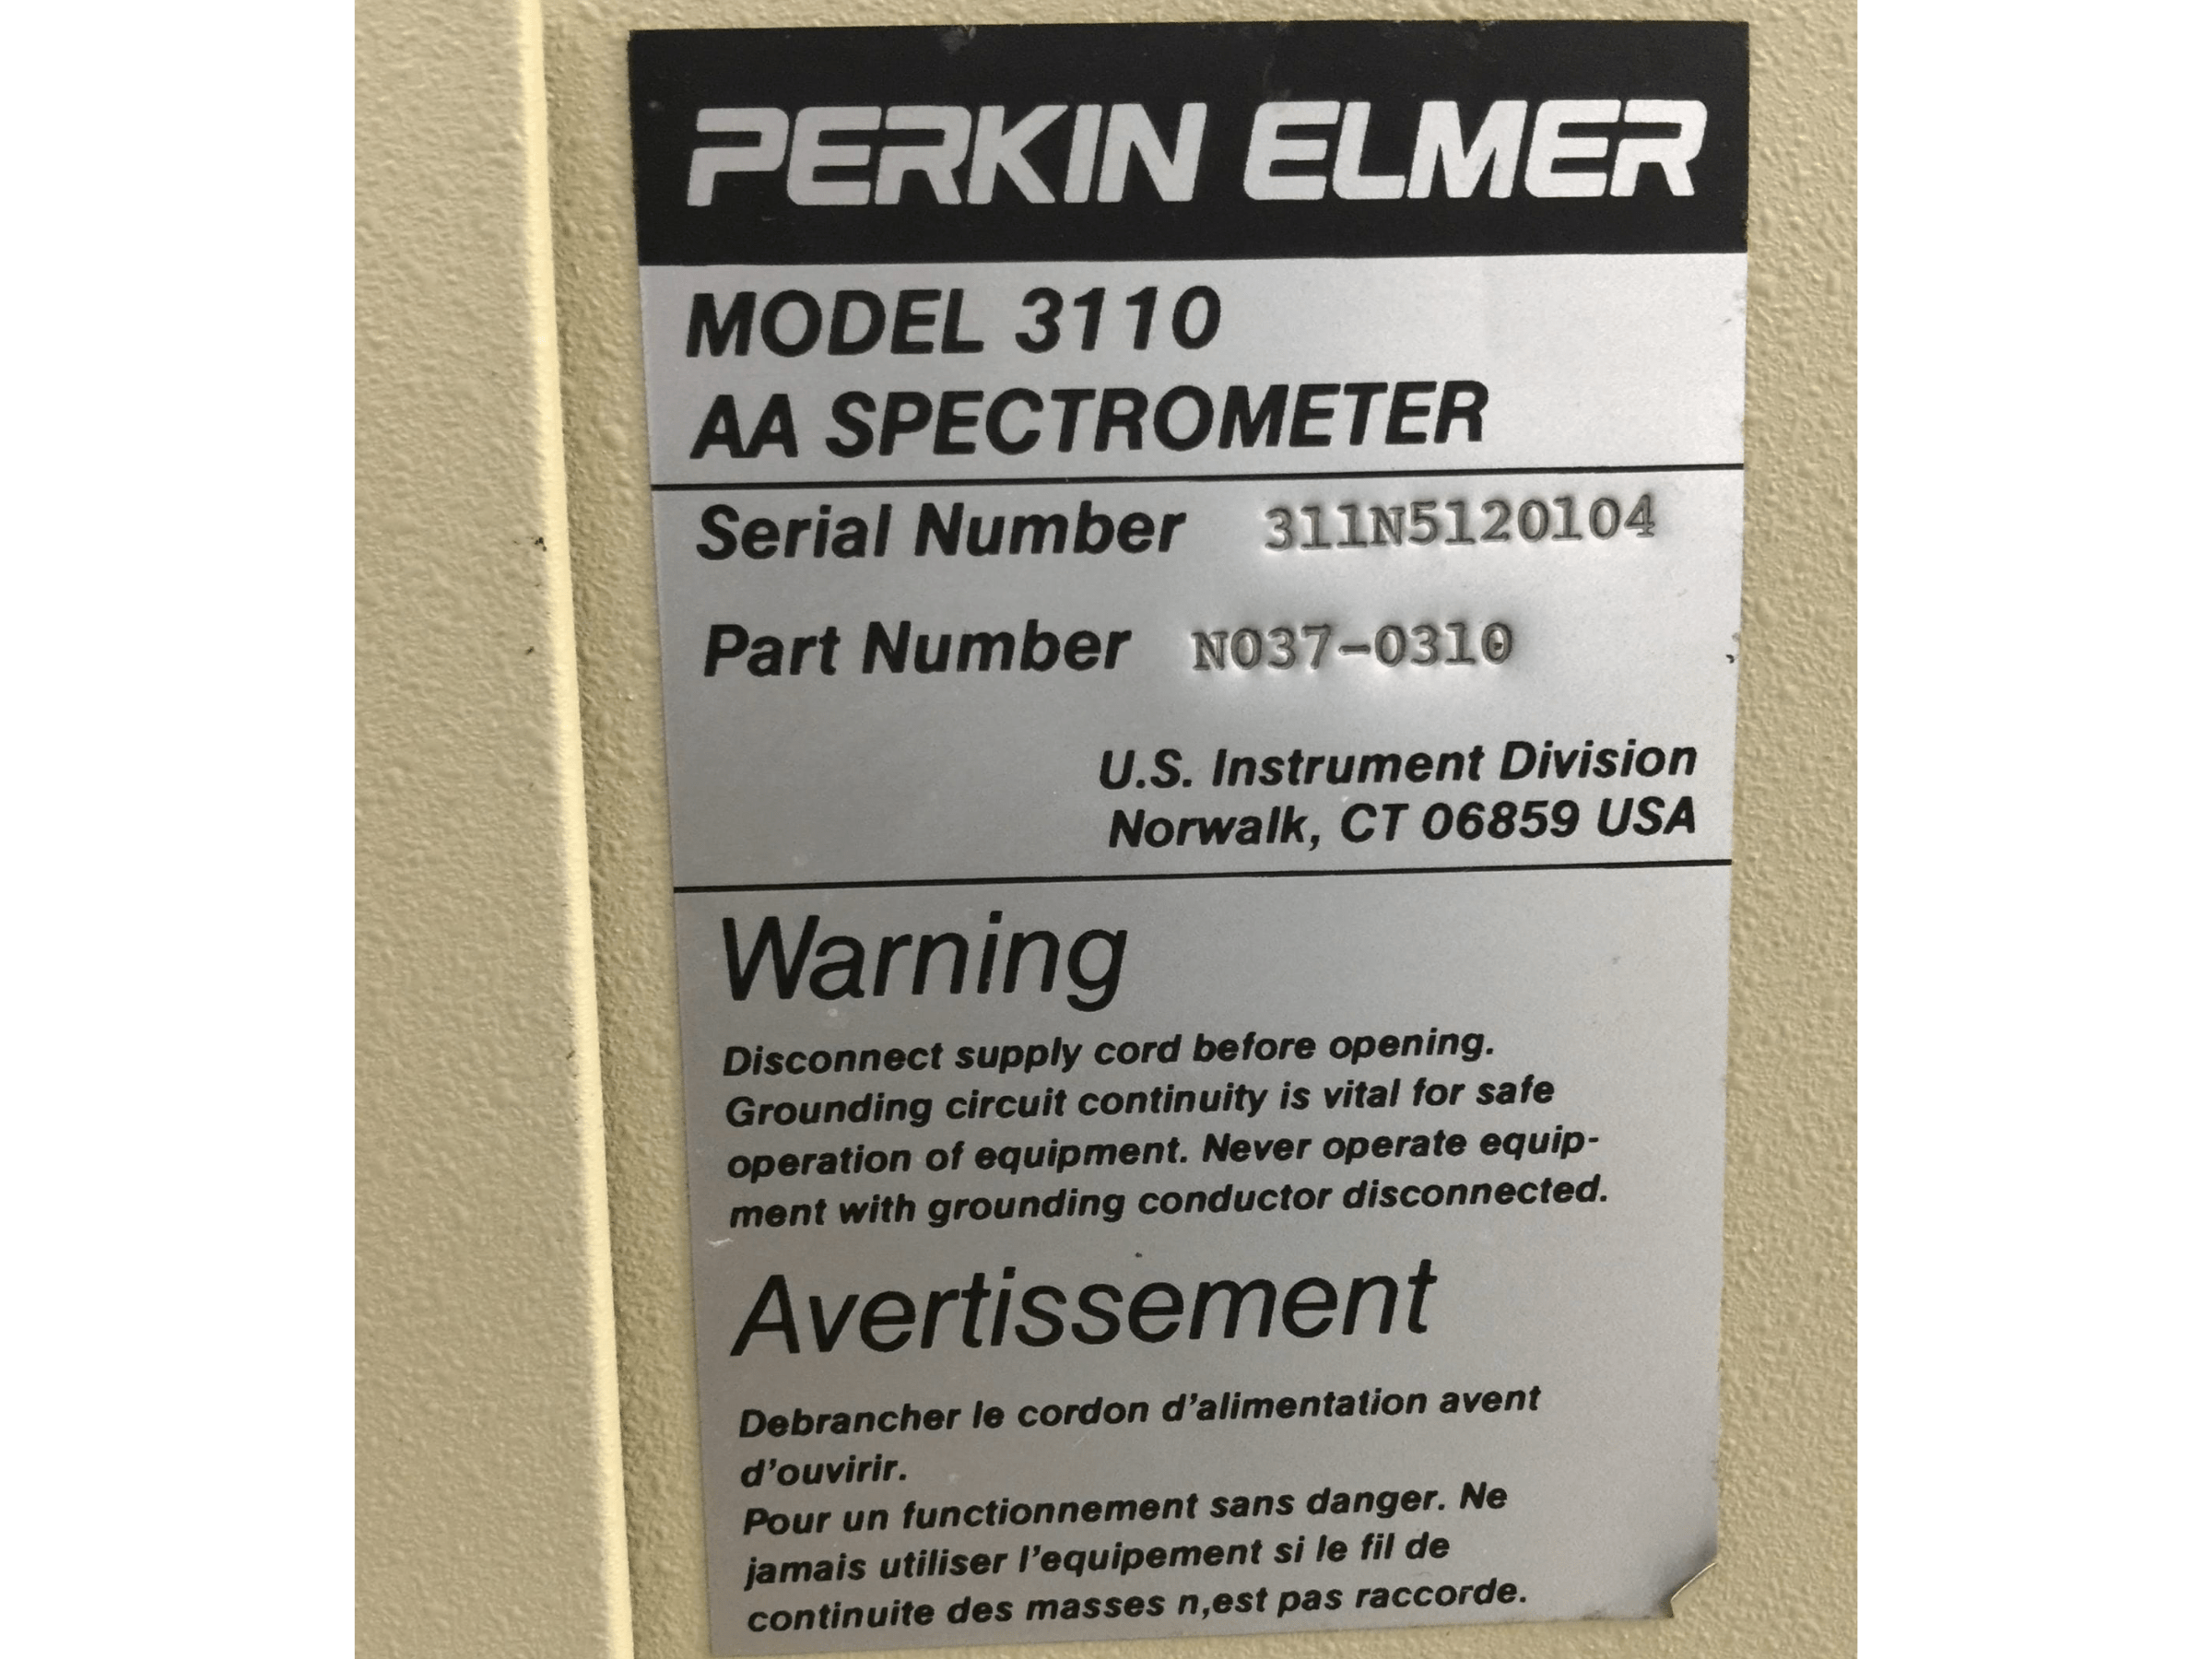 PERKIN ELMER
MODEL 3110
AA SPECTROMETER
Serial Number 311N5120104
Part Number N037-0310
U.S. Instrument Division
Norwalk, CT 06859 USA
Warning
Disconnect supply cord before opening.
Grounding circuit continuity is vital for safe
operation of equipment. Never operate equip-
ment with grounding conductor disconnected.
Avertissement
Debrancher le cordon d'alimentation avent
d'ouvirir.
Pour un functionnement sans danger. Ne
jamais utiliser l'equipement si le fil de
continuite des masses n,est pas raccorde.